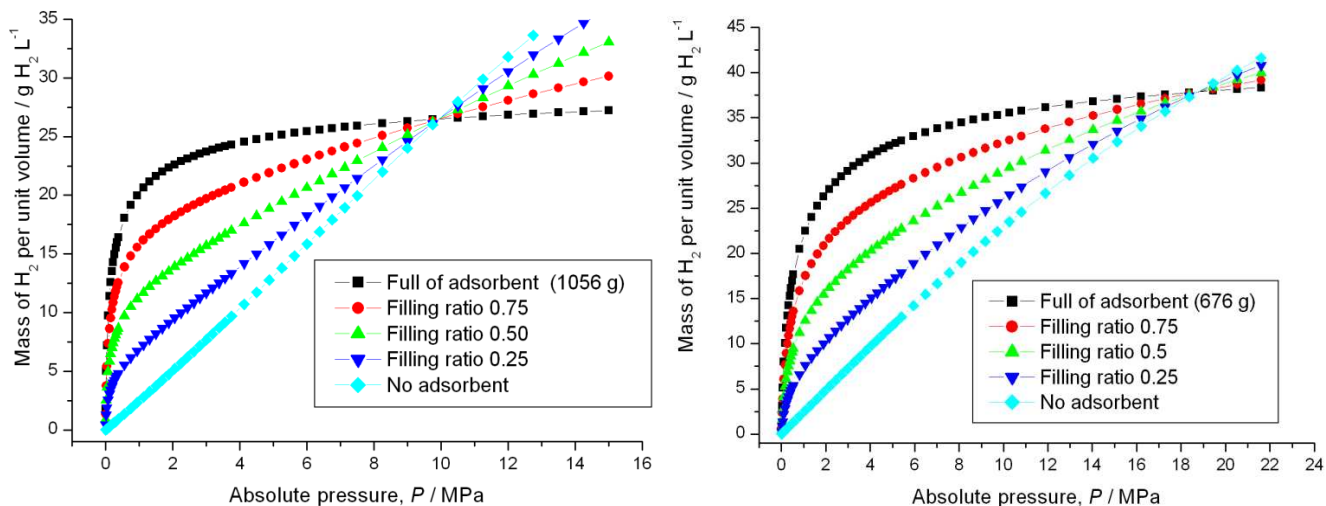 Mass of H2 per unit volume / g H2 L-1
35
30
25
20
15
10
5
0
Full of adsorbent (1056 g)
Filling ratio 0.75
Filling ratio 0.50
Filling ratio 0.25
No adsorbent
0 2 4 6 8 10 12 14 16
Absolute pressure, P / MPa
Mass of H2 per unit volume / g H2 L-1
45
40
35
30
25
20
15
10
5
0
Full of adsorbent (676 g)
Filling ratio 0.75
Filling ratio 0.5
Filling ratio 0.25
No adsorbent
0 2 4 6 8 10 12 14 16 18 20 22 24
Absolute pressure, P / MPa